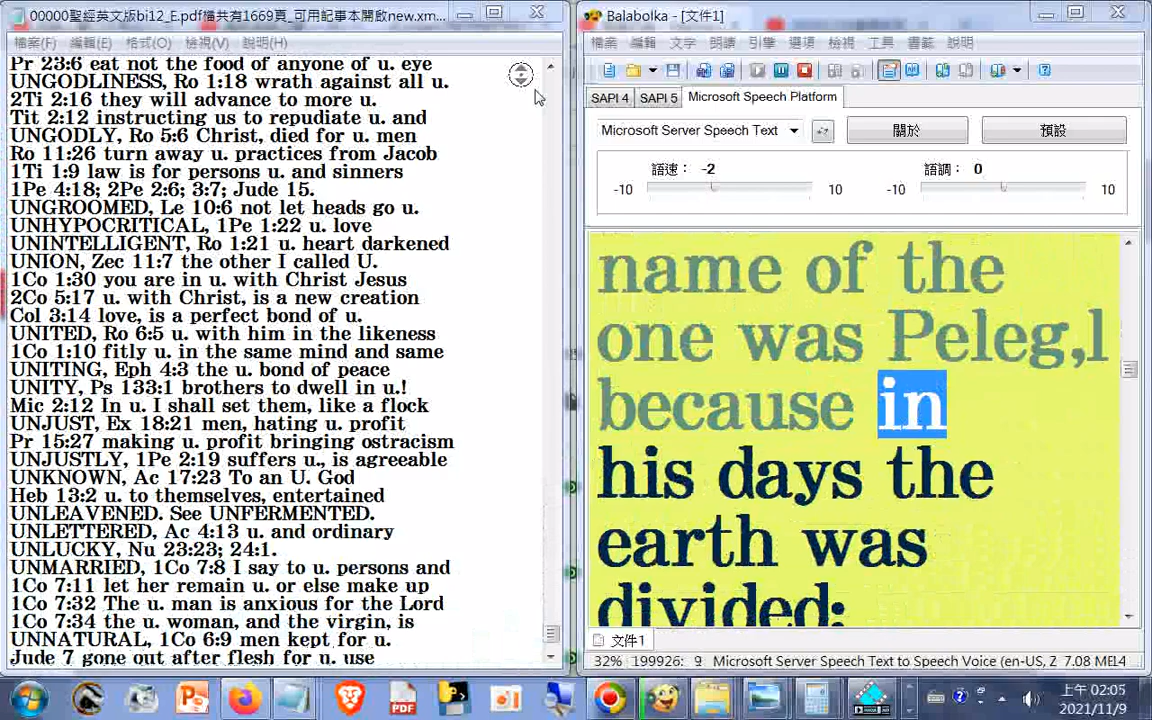 00000聖經英文版bi12_E.pdf檔共有1669頁_可用記事本開啟new.xm...
檔案(F) 編輯(E) 格式(O) 檢視(V) 說明(H)
Pr 23:6 eat not the food of anyone of u. eye
UNGODLINESS, Ro 1:18 wrath against all u.
2Ti 2:16 they will advance to more u.
Tit 2:12 instructing us to repudiate u. and
UNGODLY, Ro 5:6 Christ, died for u. men
Ro 11:26 turn away u. practices from Jacob
1Ti 1:9 law is for persons u. and sinners
1Pe 4:18; 2Pe 2:6; 3:7; Jude 15.
UNGROOMED, Le 10:6 not let heads go u.
UNHYPOCRITICAL, 1Pe 1:22 u. love
UNINTELLIGENT, Ro 1:21 u. heart darkened
UNION, Zec 11:7 the other I called U.
1Co 1:30 you are in u. with Christ Jesus
2Co 5:17 u. with Christ, is a new creation
Col 3:14 love, is a perfect bond of u.
UNITED, Ro 6:5 u. with him in the likeness
1Co 1:10 fitly u. in the same mind and same
UNITING, Eph 4:3 the u. bond of peace
UNITY, Ps 133:1 brothers to dwell in u.!
Mic 2:12 In u. I shall set them, like a flock
UNJUST, Ex 18:21 men, hating u. profit
Pr 15:27 making u. profit bringing ostracism
UNJUSTLY, 1Pe 2:19 suffers u., is agreeable
UNKNOWN, Ac 17:23 To an U. God
Heb 13:2 u. to themselves, entertained
UNLEAVENED. See UNFERMENTED.
UNLETTERED, Ac 4:13 u. and ordinary
UNLUCKY, Nu 23:23; 24:1.
UNMARRIED, 1Co 7:8 I say to u. persons and
1Co 7:11 let her remain u. or else make up
1Co 7:32 The u. man is anxious for the Lord
1Co 7:34 the u. woman, and the virgin, is
UNNATURAL, 1Co 6:9 men kept for u.
Jude 7 gone out after flesh for u. use
Balabolka - [文件1]
檔案 編輯 文字 朗讀 引擎 選項 檢視 工具 書籤 說明
SAPI 4 SAPI 5 Microsoft Speech Platform
Microsoft Server Speech Text 關於 預設
語速： -2 語調： 0
-10 10 -10 10
name of the
one was Peleg,l
because in
his days the
earth was
divided;
文件1
32% 199926: 9 Microsoft Server Speech Text to Speech Voice (en-US, Z 7.08 ME14
PDF
上午 02:05
2021/11/9